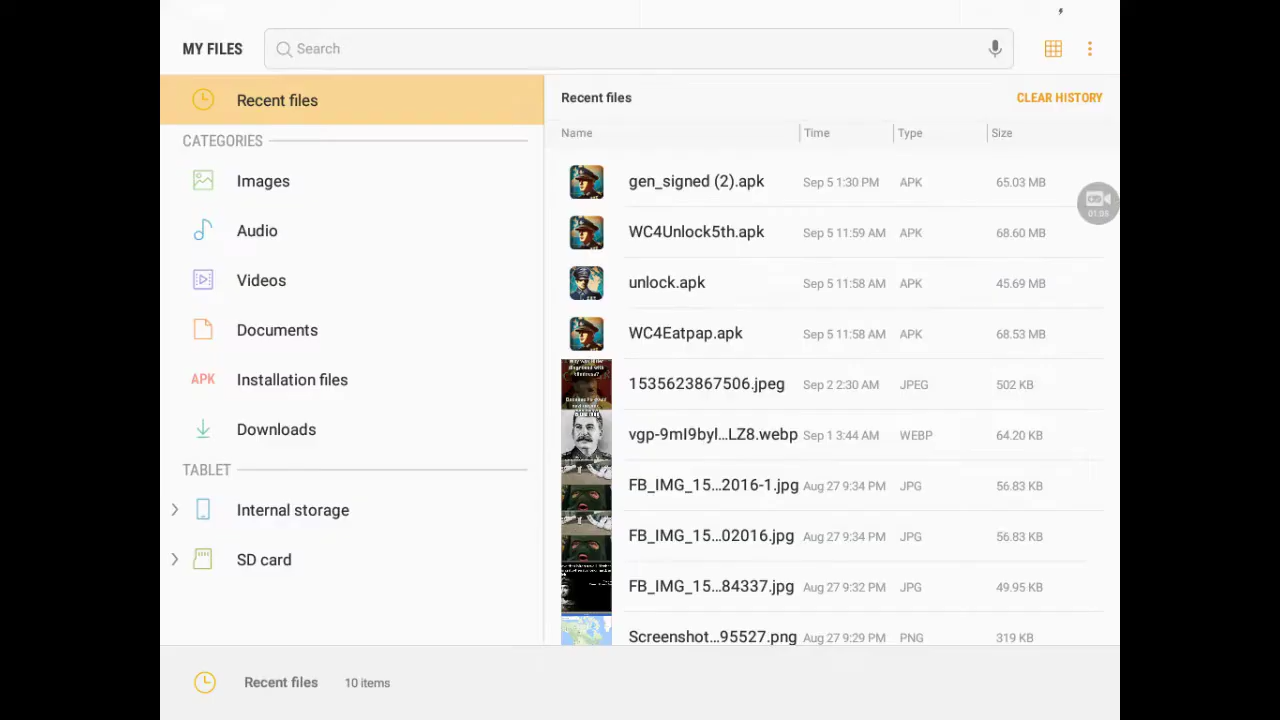 MY FILES
Search
Recent files
CATEGORIES
Images
Audio
Videos
Documents
APK Installation files
Downloads
TABLET
Internal storage
SD card
Recent files CLEAR HISTORY
Name Time Type Size
gen_signed (2).apk Sep 5 1:30 PM APK 65.03 MB
WC4Unlock5th.apk Sep 5 11:59 AM APK 68.60 MB
unlock.apk Sep 5 11:58 AM APK 45.69 MB
WC4Eatpap.apk Sep 5 11:58 AM APK 68.53 MB
1535623867506.jpeg Sep 2 2:30 AM JPEG 502 KB
vgp-9mI9byl...LZ8.webp Sep 1 3:44 AM WEBP 64.20 KB
FB_IMG_15...2016-1.jpg Aug 27 9:34 PM JPG 56.83 KB
FB_IMG_15...02016.jpg Aug 27 9:34 PM JPG 56.83 KB
FB_IMG_15...84337.jpg Aug 27 9:32 PM JPG 49.95 KB
Screenshot...95527.png Aug 27 9:29 PM PNG 319 KB
Recent files 10 items